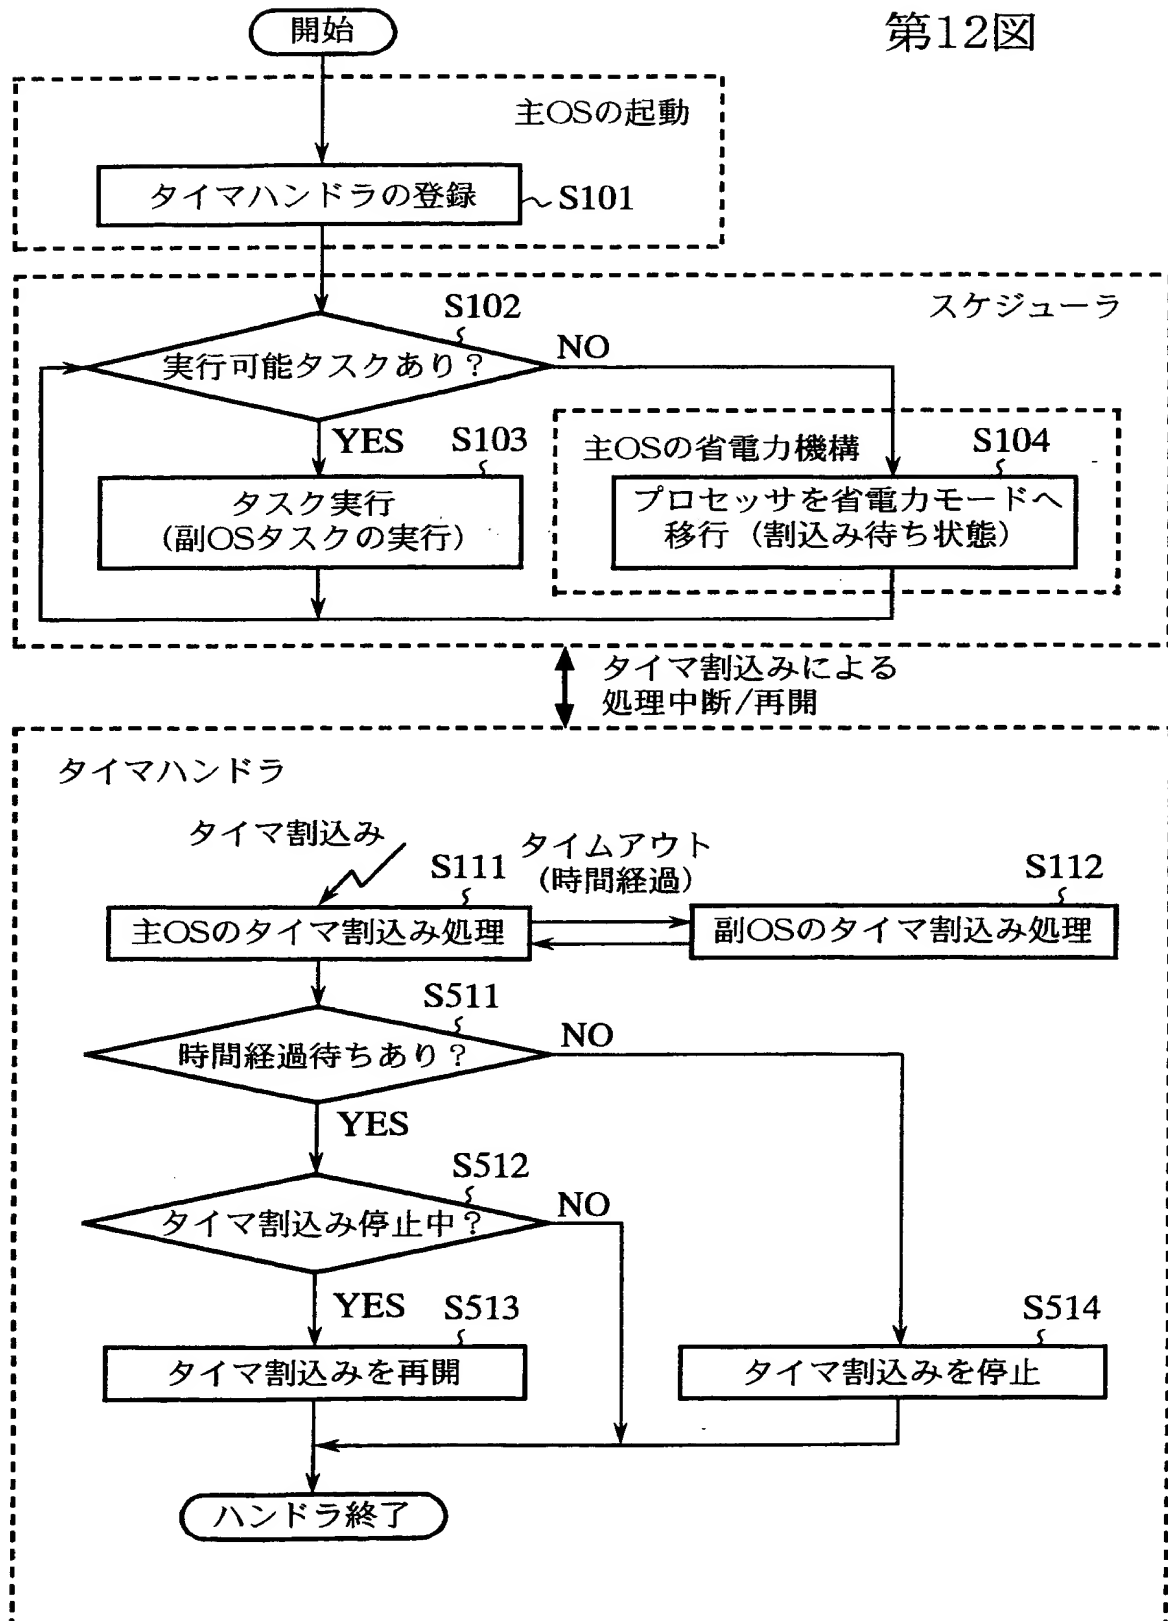 第12図
開始
主OSの起動
タイマハンドラの登録
S101
スケジューラ
S102
実行可能タスクあり?
NO
YES
S103
タスク実行
(副OSタスクの実行)
主OSの省電力機構
S104
プロセッサを省電力モードへ
移行(割込み待ち状態)
タイマ割込みによる
処理中断/再開
タイマハンドラ
タイマ割込み
タイムアウト
(時間経過)
S111
主OSのタイマ割込み処理
S112
副OSのタイマ割込み処理
S511
時間経過待ちあり?
NO
YES
S512
タイマ割込み停止中?
NO
YES
S513
タイマ割込みを再開
S514
タイマ割込みを停止
ハンドラ終了